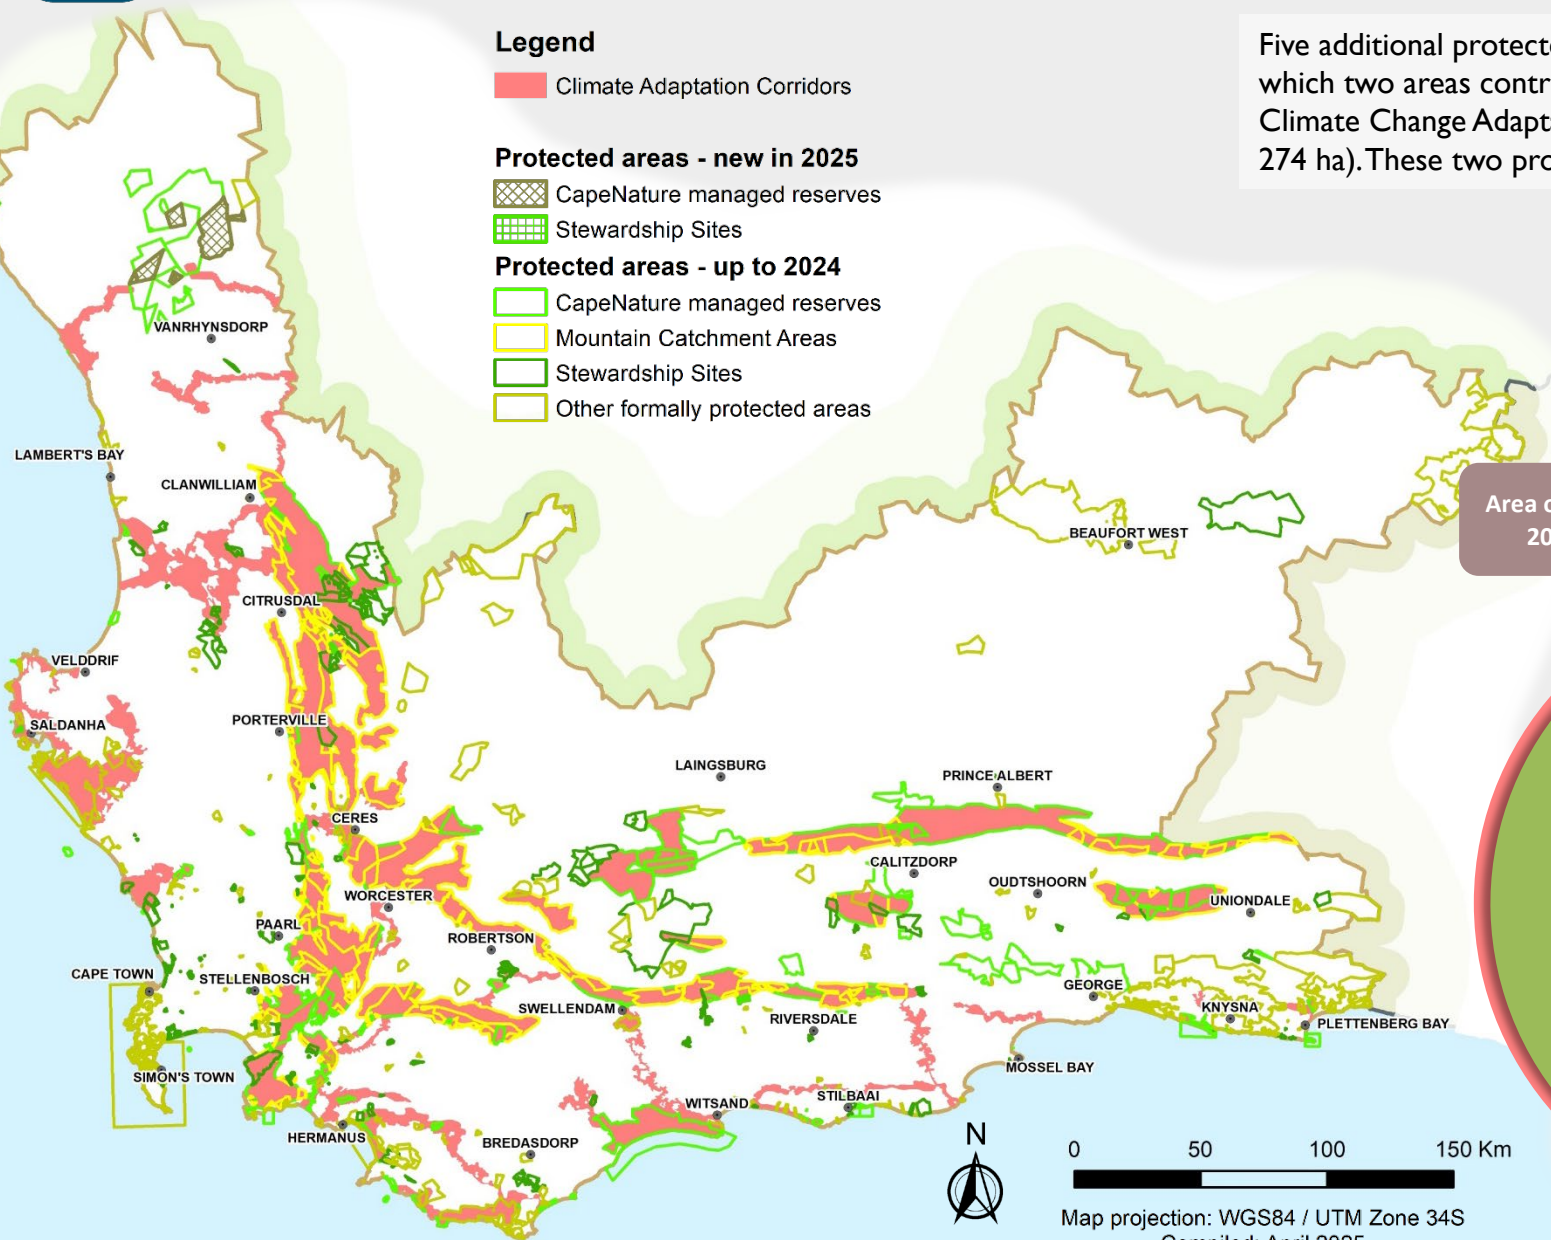 Legend
Climate Adaptation Corridors
Protected areas - new in 2025
CapeNature managed reserves
Stewardship Sites
Protected areas - up to 2024
CapeNature managed reserves
Mountain Catchment Areas
Stewardship Sites
Other formally protected areas
Five additional protect
which two areas contr
Climate Change Adapt
274 ha). These two pro
Area
20
VANRHYNSDORP
LAMBERT'S BAY
CLANWILLIAM
BEAUFORT WEST
CITRUSDAL
VELDDRIF
SALDANHA
PORTERVILLE
LAINGSBURG
PRINCE ALBERT
CERES
CALITZDORP
OUDTSHOORN
WORCESTER
UNIONDALE
PAARL
ROBERTSON
CAPE TOWN
STELLENBOSCH
GEORGE
SWELLENDAM
KNYSNA
RIVERSDALE
PLETTENBERG BAY
MOSSEL BAY
SIMON'S TOWN
STILBAAI
WITSAND
HERMANUS
BREDASDORP
N
0 50 100 150 Km
Map projection: WGS84 / UTM Zone 34S
Compiled: April 2025